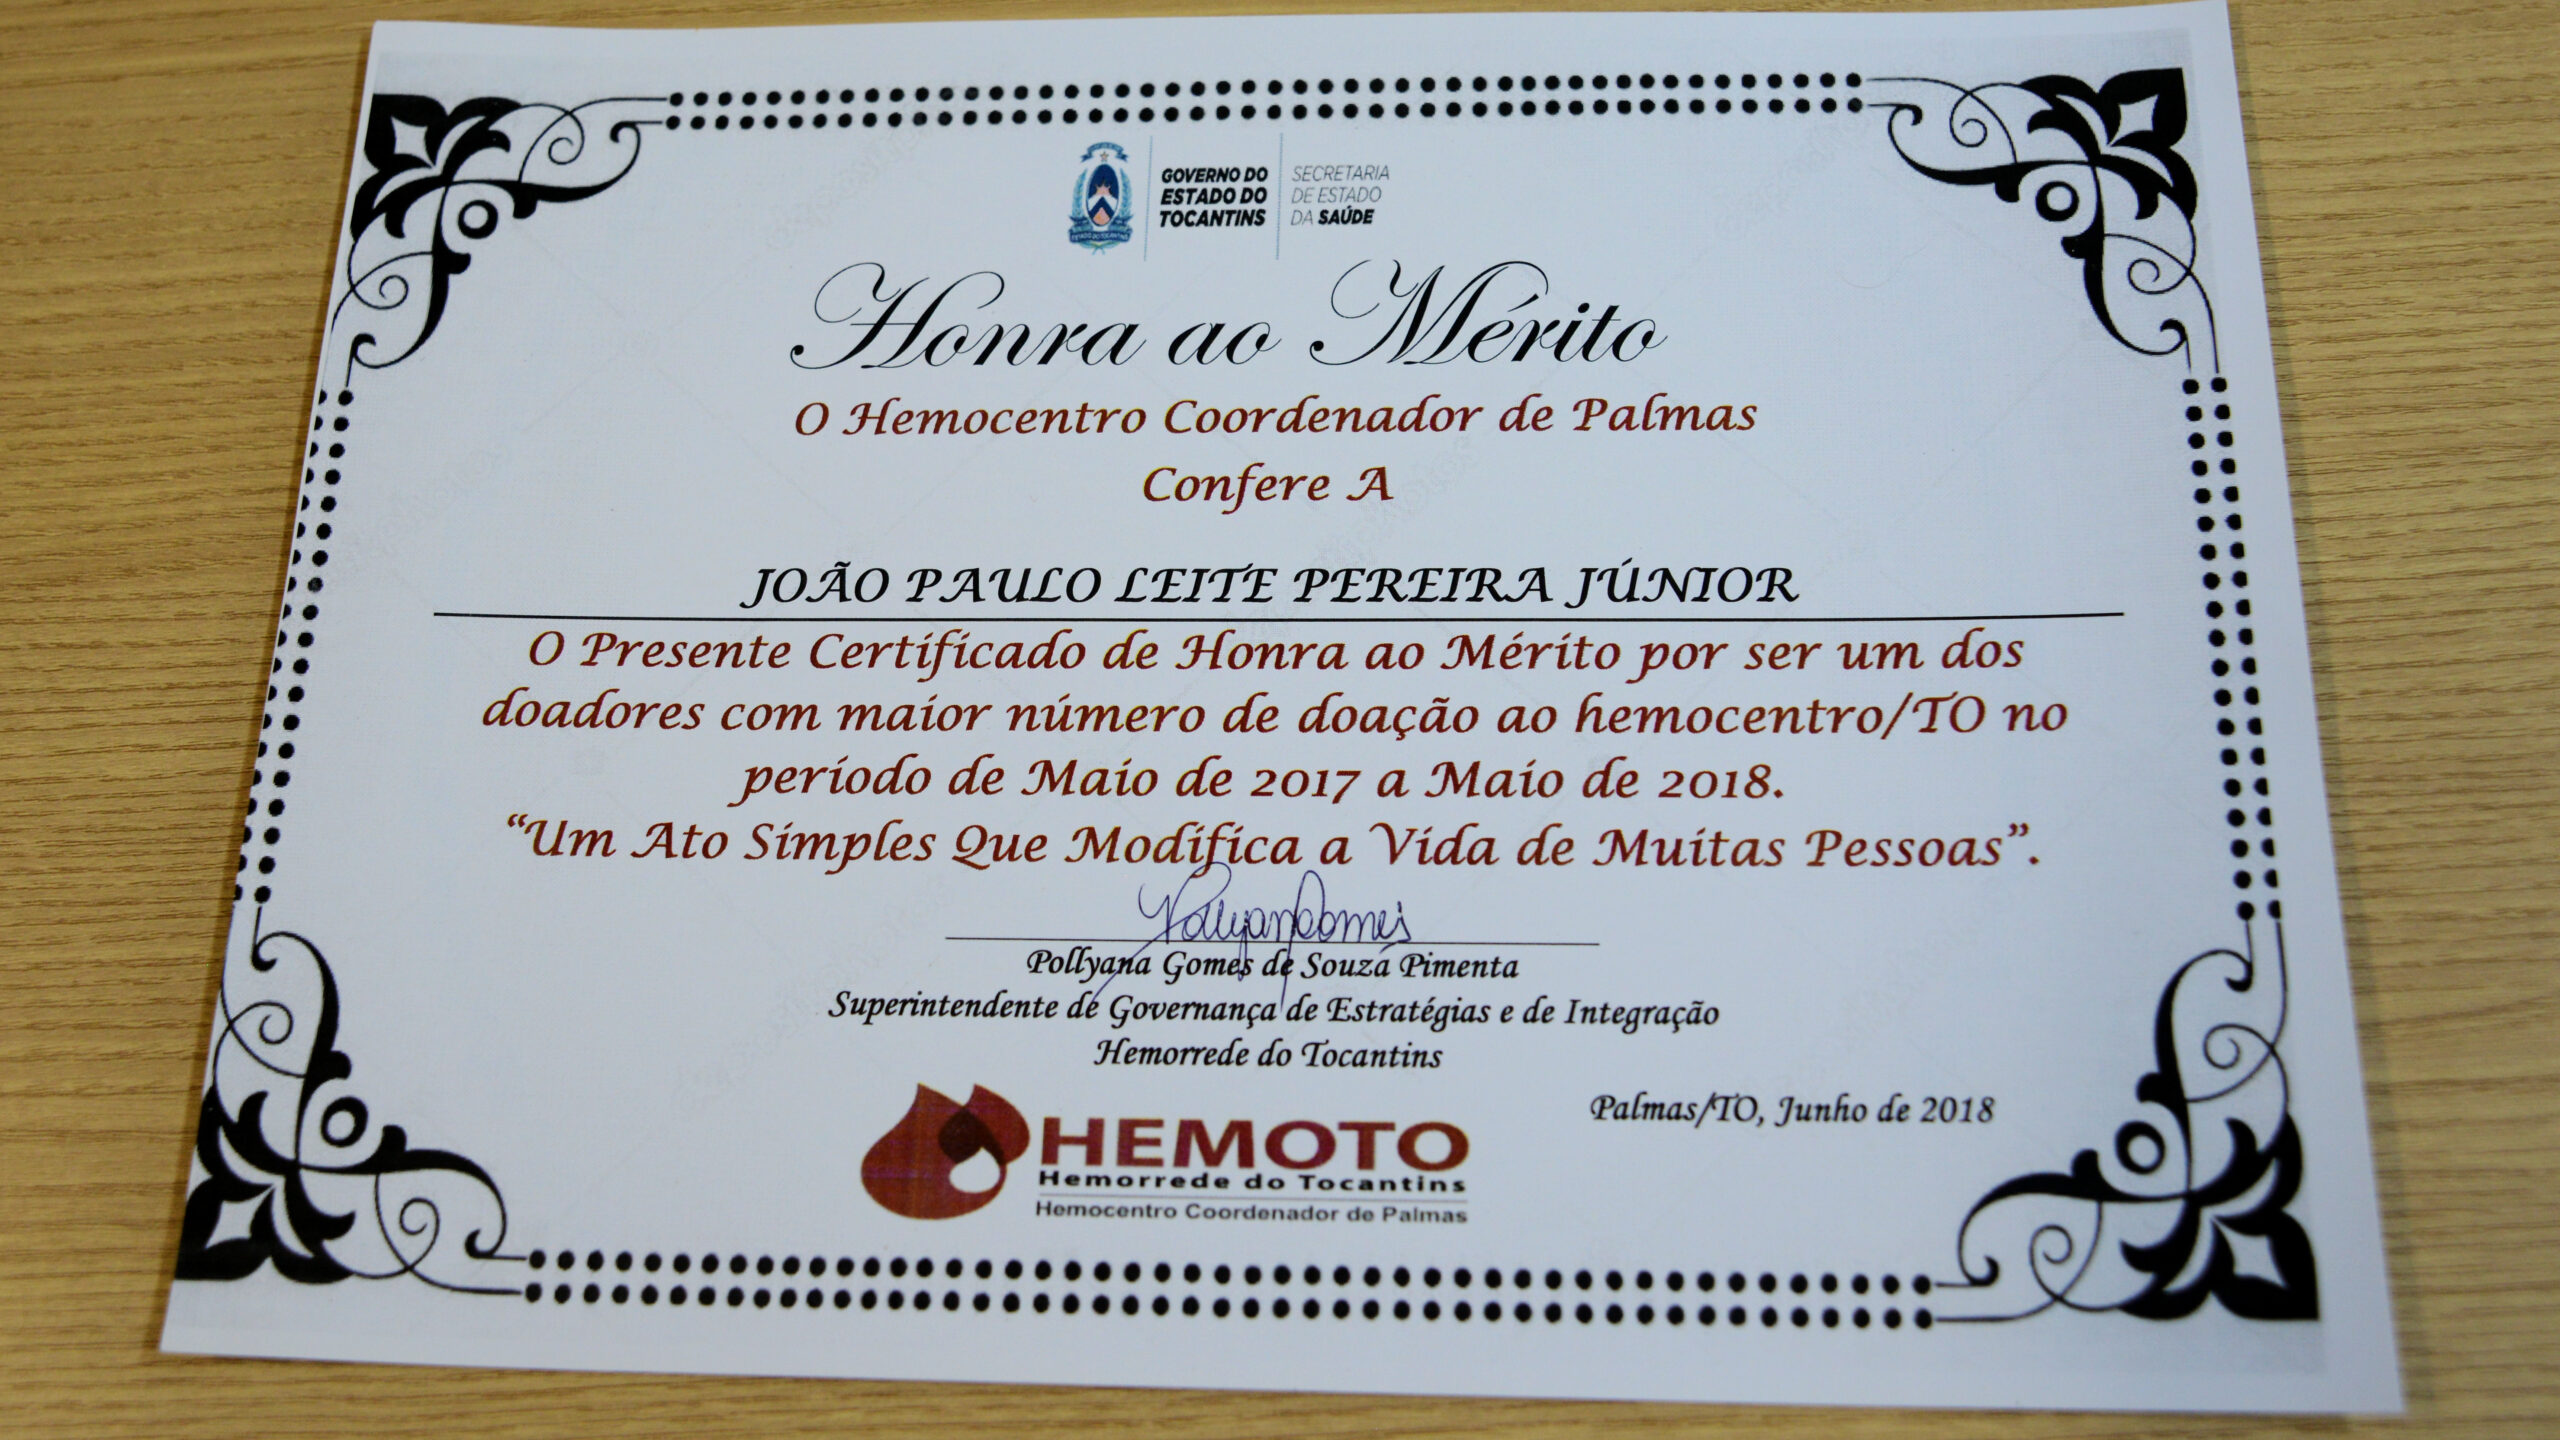 GOVERNO DO
ESTADO DO
TOCANTINS
SECRETARIA
DE ESTADO
DA SAÚDE
ESTADO DO TOCANTINS
Honra ao Mérito
O Hemocentro Coordenador de Palmas
Confere A
JOÃO PAULO LEITE PEREIRA JÚNIOR
O Presente Certificado de Honra ao Mérito por ser um dos
doadores com maior número de doação ao hemocentro/TO no
período de Maio de 2017 a Maio de 2018.
“Um Ato Simples Que Modifica a Vida de Muitas Pessoas”.
Pollyana Gomes de Souza Pimenta
Superintendente de Governança de Estratégias e de Integração
Hemorrede do Tocantins
Palmas/TO, Junho de 2018
HEMOTO
Hemorrede do Tocantins
Hemocentro Coordenador de Palmas